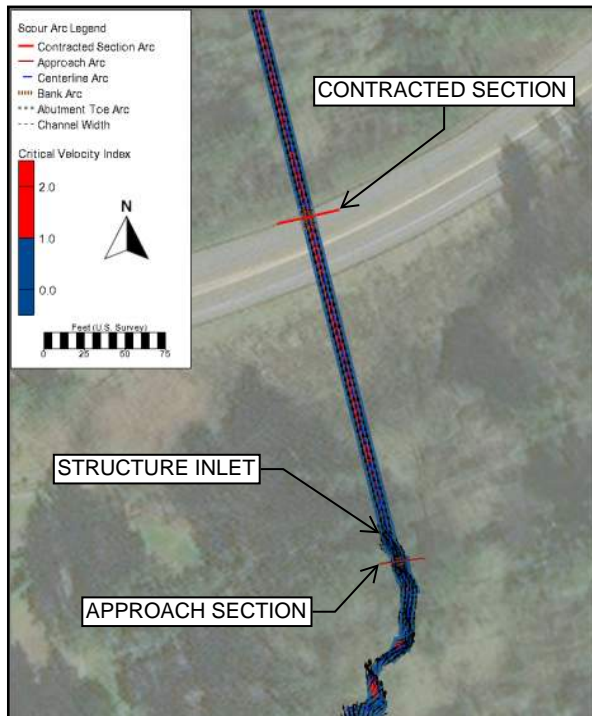 Scour Arc Legend
Contracted Section Arc
Approach Arc
Centerline Arc
Bank Arc
Abutment Toe Arc
Channel Width
Critical Velocity Index
2.0
1.0
0.0
N
Feet (U.S. Survey)
0 25 50 75
CONTRACTED SECTION
STRUCTURE INLET
APPROACH SECTION